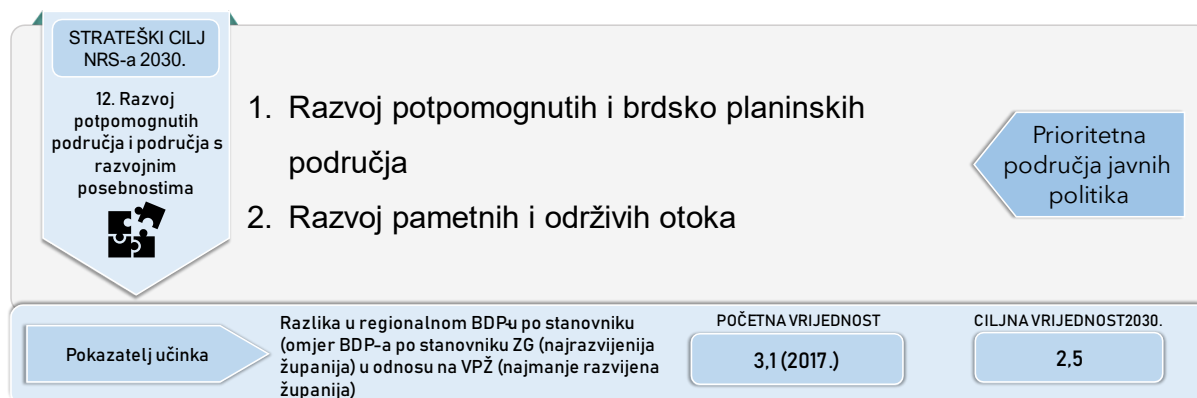 STRATEŠKI CILJ
NRS-a 2030.
12. Razvoj
potpomognutih
područja i područja s
razvojnim
posebnostima
1. Razvoj potpomognutih i brdsko planinskih
područja
2. Razvoj pametnih i održivih otoka
Prioritetna
područja javnih
politika
Pokazatelj učinka
Razlika u regionalnom BDP-u po stanovniku
(omjer BDP-a po stanovniku ZG (najrazvijenija
županija) u odnosu na VPŽ (najmanje razvijena
županija)
POČETNA VRIJEDNOST
3,1 (2017.)
CILJNA VRIJEDNOST2030.
2,5